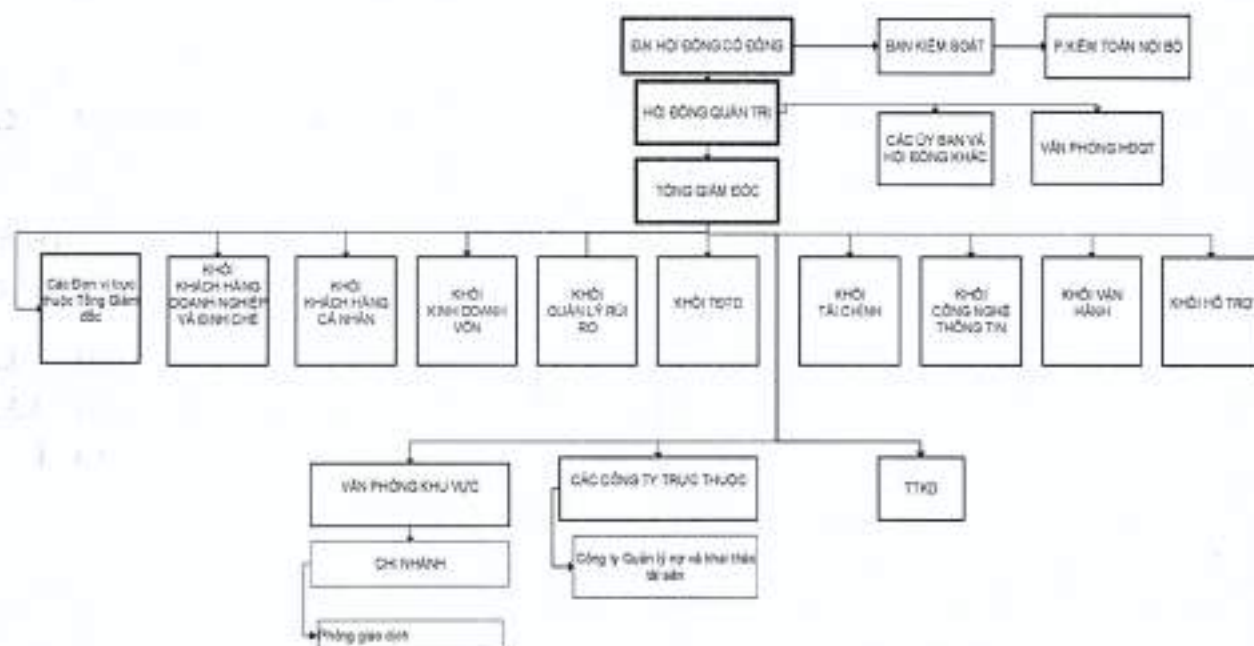 ĐẠI HỘI ĐỒNG CỔ ĐÔNG
BAN KIỂM SOÁT
P.KIỂM TOÁN NỘI BỘ
HỘI ĐỒNG QUẢN TRỊ
CÁC ỦY BAN VÀ
HỘI ĐỒNG KHÁC
VĂN PHÒNG HĐQT
TỔNG GIÁM ĐỐC
Các Đơn vị trực
thuộc Tổng Giám
đốc
KHỐI
KHÁCH HÀNG
DOANH NGHIỆP
VÀ ĐỊNH CHẾ
KHỐI
KHÁCH HÀNG
CÁ NHÂN
KHỐI
KINH DOANH
VỐN
KHỐI
QUẢN LÝ RỦI
RO
KHỐI TĐTD
KHỐI
TÀI CHÍNH
KHỐI
CÔNG NGHỆ
THÔNG TIN
KHỐI VẬN
HÀNH
KHỐI HỖ TRỢ
VĂN PHÒNG KHU VỰC
CÁC CÔNG TY TRỰC THUỘC
TTKD
CHI NHÁNH
Công ty Quản lý nợ và khai thác
tài sản
Phòng giao dịch